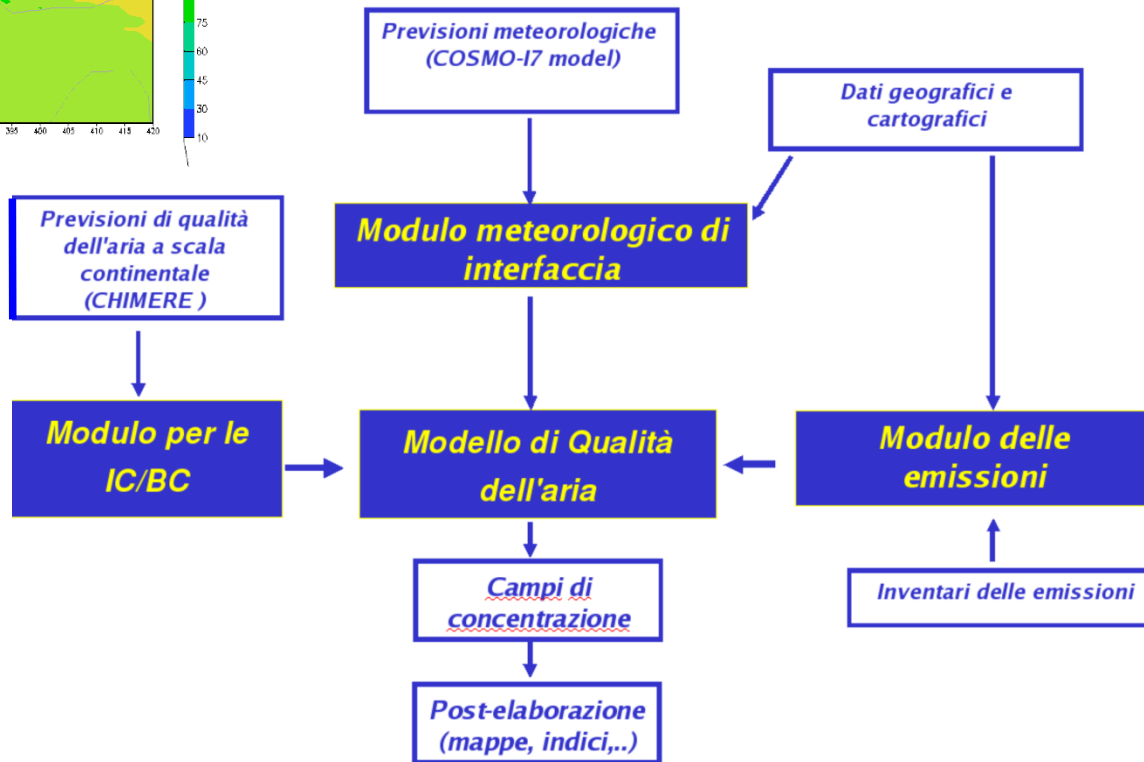 75
60
45
30
10
395 400 405 410 415 420
Previsioni meteorologiche
(COSMO-I7 model)
Dati geografici e
cartografici
Previsioni di qualità
dell'aria a scala
continentale
(CHIMERE )
Modulo meteorologico di
interfaccia
Modulo per le
IC/BC
Modello di Qualità
dell'aria
Modulo delle
emissioni
Campi di
concentrazione
Inventari delle emissioni
Post-elaborazione
(mappe, indici,..)